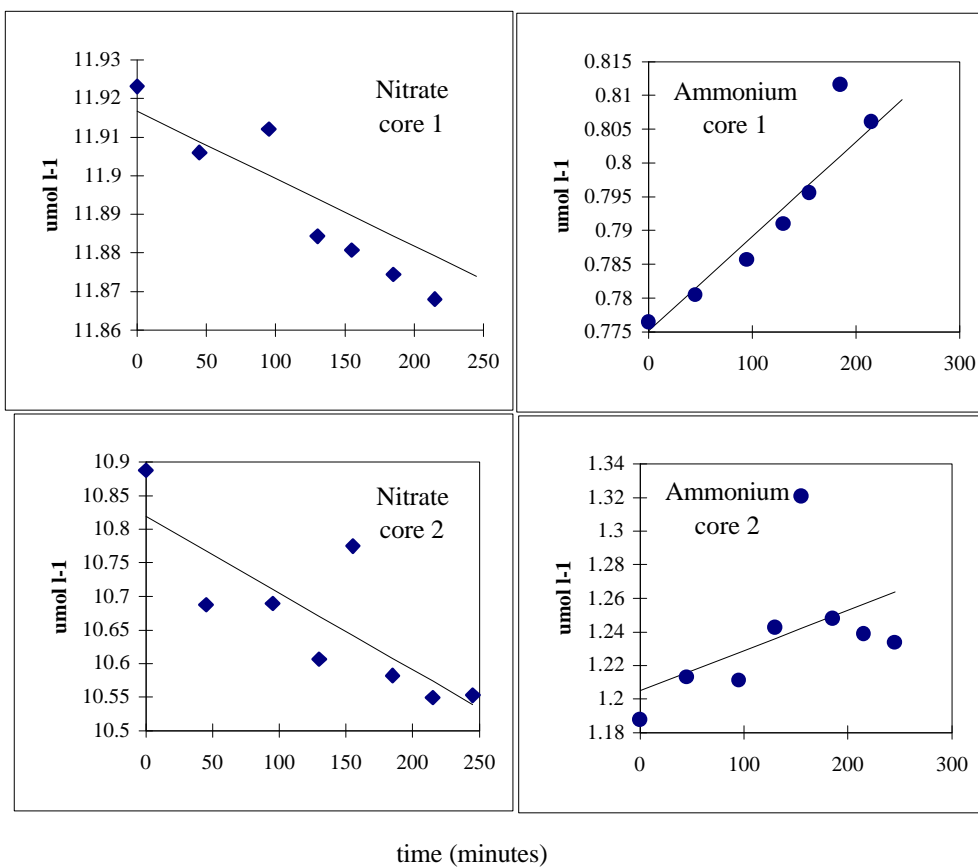 11.93
11.92
11.91
11.9
11.89
11.88
11.87
11.86
umol l-1
Nitrate
core 1
0 50 100 150 200 250
0.815
0.81
0.805
0.8
0.795
0.79
0.785
0.78
0.775
umol l-1
Ammonium
core 1
0 100 200 300
10.9
10.85
10.8
10.75
10.7
10.65
10.6
10.55
10.5
umol l-1
Nitrate
core 2
0 50 100 150 200 250
1.34
1.32
1.3
1.28
1.26
1.24
1.22
1.2
1.18
umol l-1
Ammonium
core 2
0 100 200 300
time (minutes)